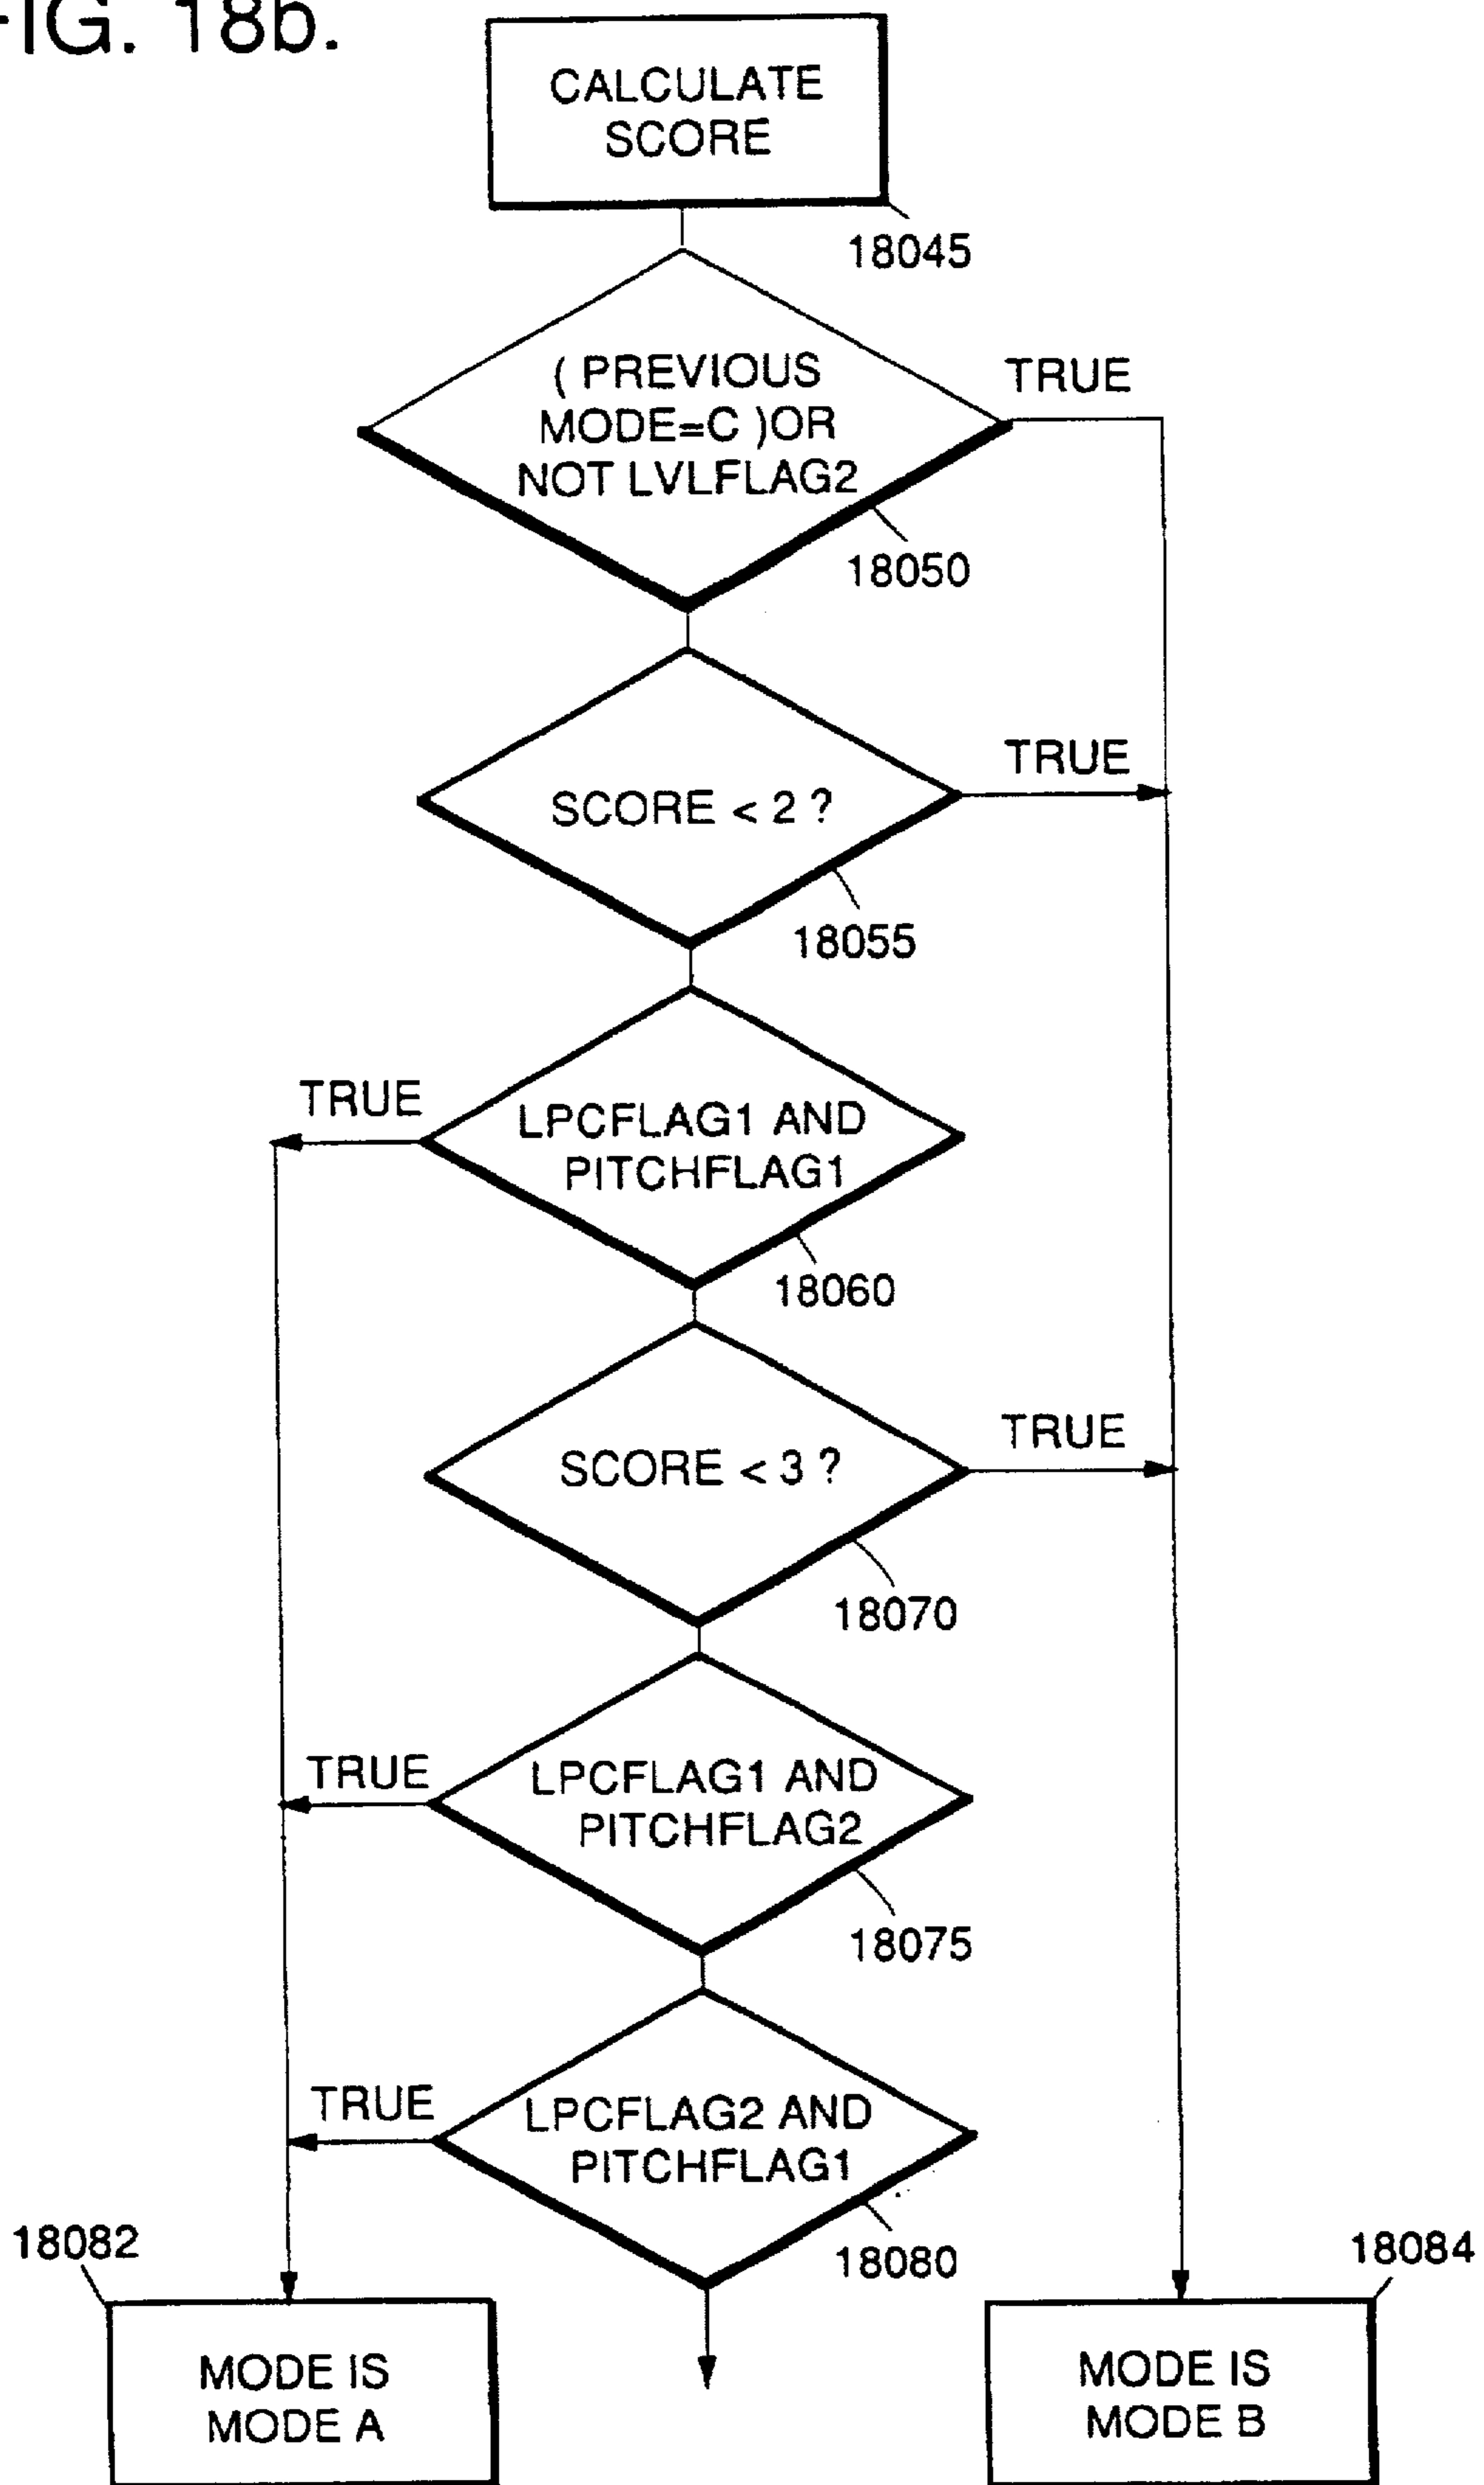 FIG. 18b.
CALCULATE
SCORE
18045
( PREVIOUS
MODE=C )OR
NOT LVLFLAG2
TRUE
18050
SCORE < 2 ?
TRUE
18055
TRUE
LPCFLAG1 AND
PITCHFLAG1
18060
SCORE < 3 ?
TRUE
18070
TRUE
LPCFLAG1 AND
PITCHFLAG2
18075
TRUE
LPCFLAG2 AND
PITCHFLAG1
18080
18082
18084
MODE IS
MODE A
MODE IS
MODE B